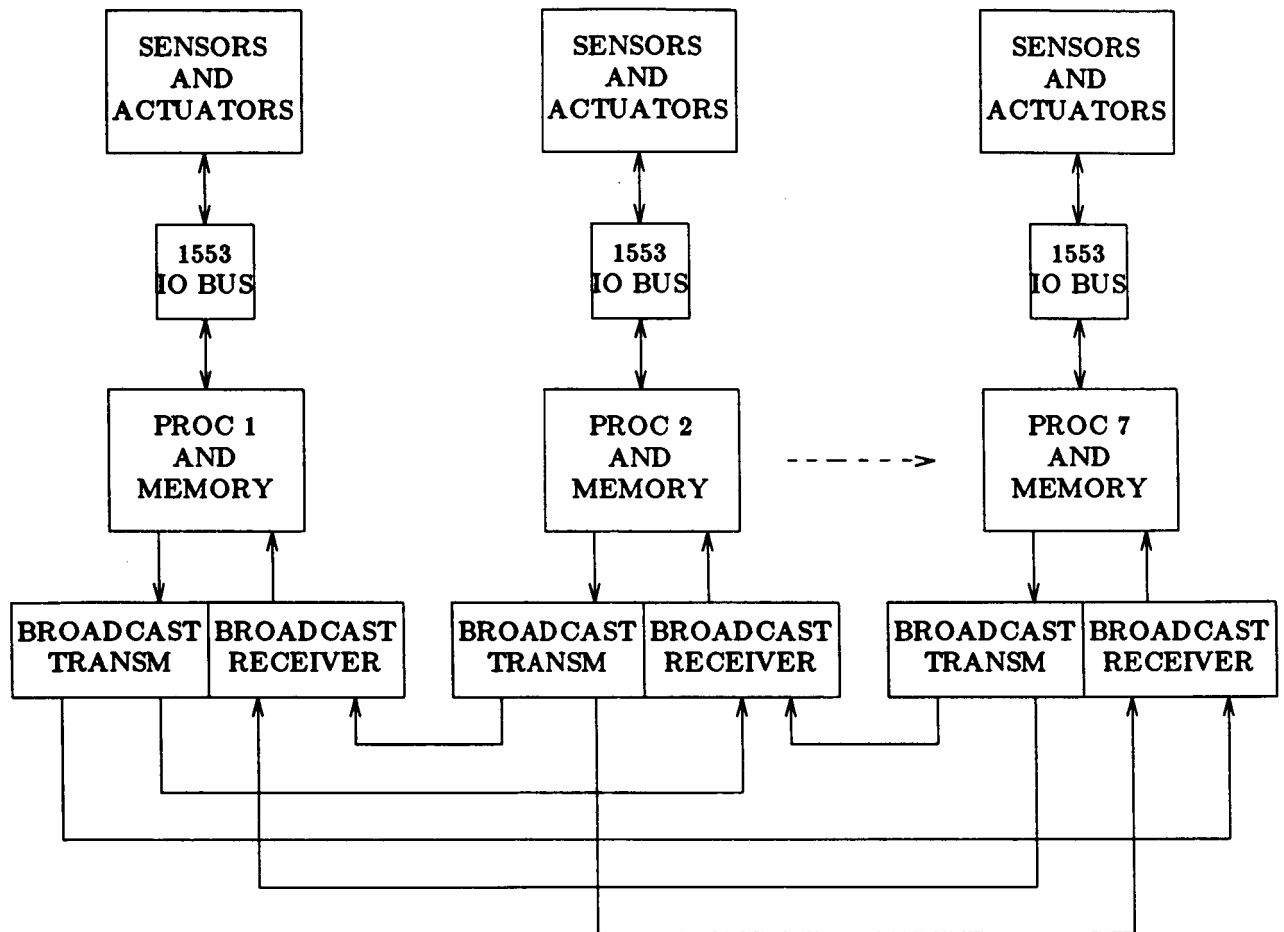 SENSORS
AND
ACTUATORS
SENSORS
AND
ACTUATORS
SENSORS
AND
ACTUATORS
1553
IO BUS
1553
IO BUS
1553
IO BUS
PROC 1
AND
MEMORY
PROC 2
AND
MEMORY
PROC 7
AND
MEMORY
BROADCAST
TRANSM
BROADCAST
RECEIVER
BROADCAST
TRANSM
BROADCAST
RECEIVER
BROADCAST
TRANSM
BROADCAST
RECEIVER